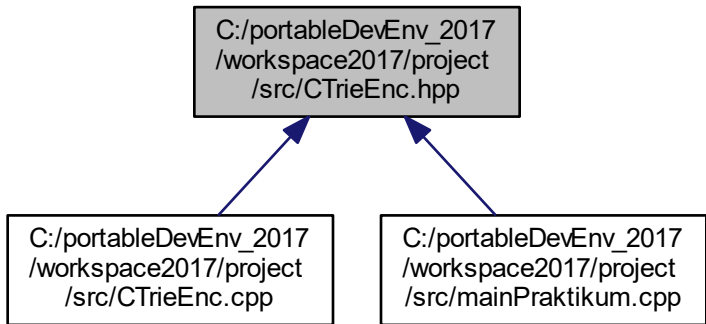 C:/portableDevEnv_2017
/workspace2017/project
/src/CTrieEnc.hpp
C:/portableDevEnv_2017
/workspace2017/project
/src/CTrieEnc.cpp
C:/portableDevEnv_2017
/workspace2017/project
/src/mainPraktikum.cpp